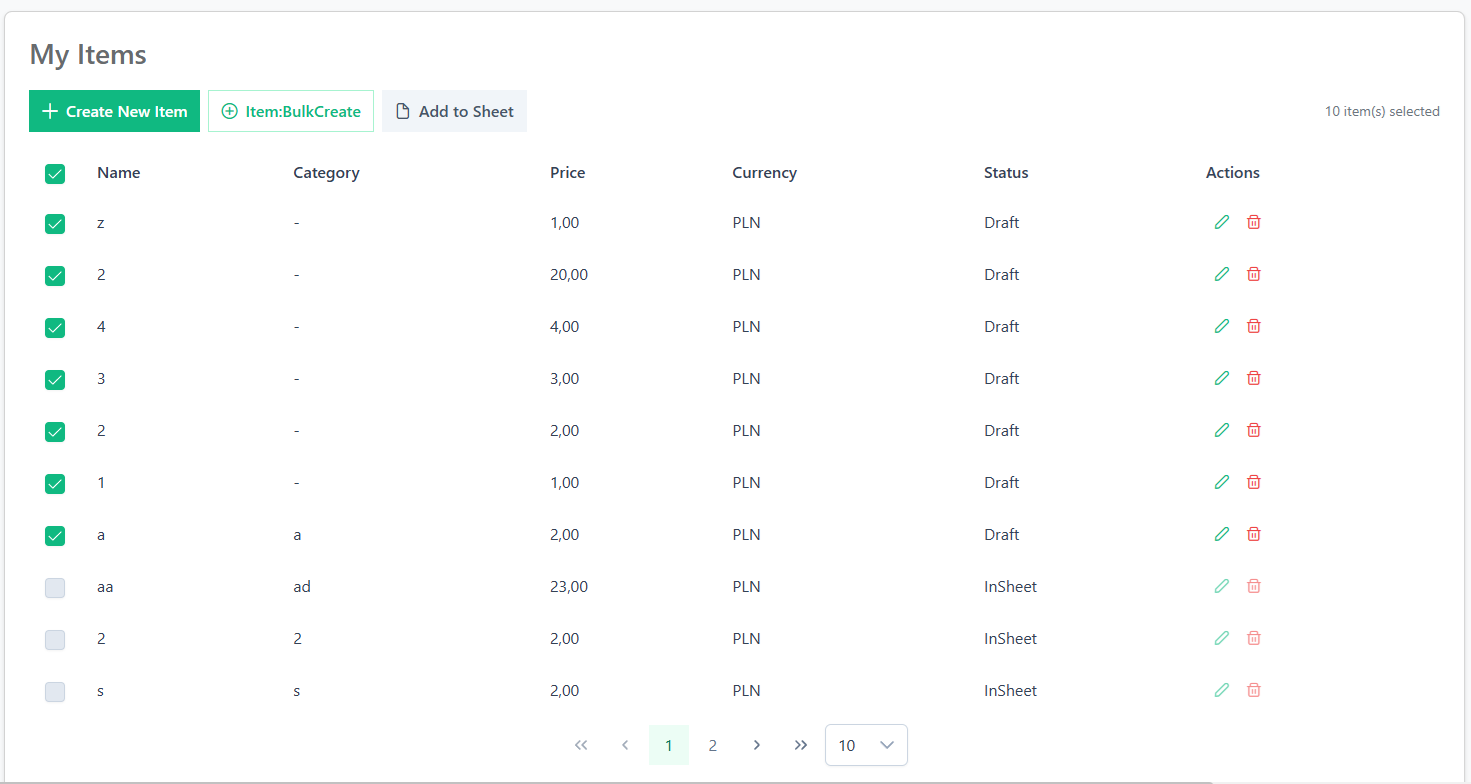 My Items
Create New Item Item:BulkCreate Add to Sheet 10 item(s) selected
Name Category Price Currency Status Actions
z - 1,00 PLN Draft
2 - 20,00 PLN Draft
4 - 4,00 PLN Draft
3 - 3,00 PLN Draft
2 - 2,00 PLN Draft
1 - 1,00 PLN Draft
a a 2,00 PLN Draft
aa ad 23,00 PLN InSheet
2 2 2,00 PLN InSheet
s s 2,00 PLN InSheet
1 2 10